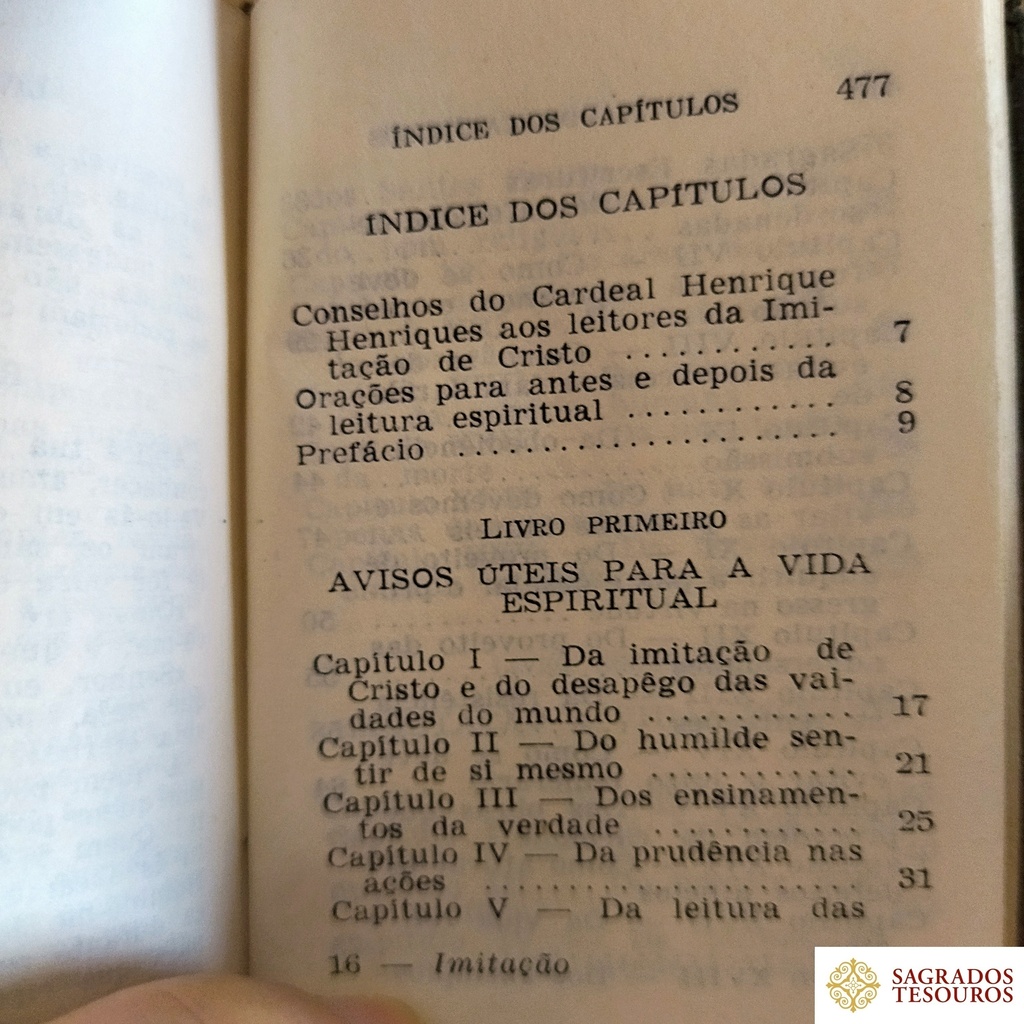 ÍNDICE DOS CAPÍTULOS 477
ÍNDICE DOS CAPÍTULOS
Conselhos do Cardeal Henrique
Henriques aos leitores da Imi-
tação de Cristo ............ 7
Orações para antes e depois da
leitura espiritual ............ 8
Prefácio .................... 9
LIVRO PRIMEIRO
AVISOS ÚTEIS PARA A VIDA
ESPIRITUAL
Capítulo I — Da imitação de
Cristo e do desapêgo das vai-
dades do mundo ............ 17
Capítulo II — Do humilde sen-
tir de si mesmo ............ 21
Capítulo III — Dos ensinamen-
tos da verdade ............ 25
Capítulo IV — Da prudência nas
ações ...................... 31
Capítulo V — Da leitura das
16 — Imitação
SAGRADOS
TESOUROS